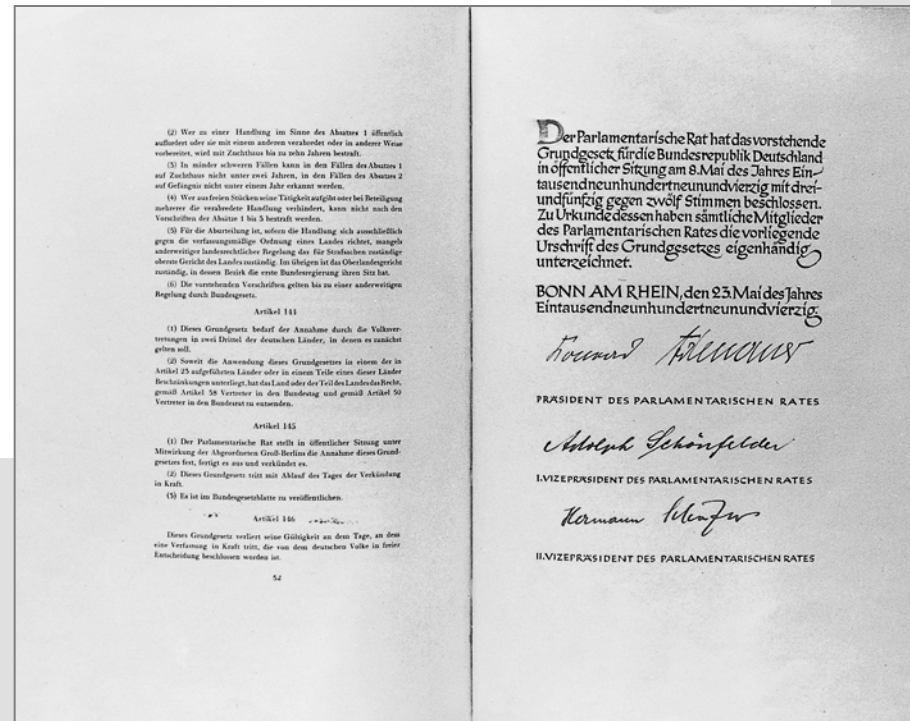 (2) Wer zu einer Handlung im Sinne des Absatzes 1 öffentlich
auffordert oder sie mit einem anderen verabredet oder in anderer Weise
vorbereitet, wird mit Zuchthaus bis zu zehn Jahren bestraft.
(3) In minder schweren Fällen kann in den Fällen des Absatzes 1
auf Zuchthaus nicht unter zwei Jahren, in den Fällen des Absatzes 2
auf Gefängnis nicht unter einem Jahr erkannt werden.
(4) Wer aus freien Stücken seine Tätigkeit aufgibt oder bei Beteiligung
mehrerer die verabredete Handlung verhindert, kann nicht nach den
Vorschriften der Absätze 1 bis 3 bestraft werden.
(5) Für die Aburteilung ist, sofern die Handlung sich ausschließlich
gegen die verfassungsmäßige Ordnung eines Landes richtet, mangels
anderweitiger landesrechtlicher Regelung das für Strafsachen zuständige
oberste Gericht des Landes zuständig. Im übrigen ist das Oberlandesgericht
zuständig, in dessen Bezirk die erste Bundesregierung ihren Sitz hat.
(6) Die vorstehenden Vorschriften gelten bis zu einer anderweitigen
Regelung durch Bundesgesetz.
Artikel 144
(1) Dieses Grundgesetz bedarf der Annahme durch die Volksver-
tretungen in zwei Drittel der deutschen Länder, in denen es zunächst
gelten soll.
(2) Soweit die Anwendung dieses Grundgesetzes in einem der in
Artikel 23 aufgeführten Länder oder in einem Teile eines dieser Länder
Beschränkungen unterliegt, hat das Land oder der Teil des Landes das Recht,
gemäß Artikel 38 Vertreter in den Bundestag und gemäß Artikel 50
Vertreter in den Bundesrat zu entsenden.
Artikel 145
(1) Der Parlamentarische Rat stellt in öffentlicher Sitzung unter
Mitwirkung der Abgeordneten Groß-Berlins die Annahme dieses Grund-
gesetzes fest, fertigt es aus und verkündet es.
(2) Dieses Grundgesetz tritt mit Ablauf des Tages der Verkündung
in Kraft.
(3) Es ist im Bundesgesetzblatte zu veröffentlichen.
Artikel 146
Dieses Grundgesetz verliert seine Gültigkeit an dem Tage, an dem
eine Verfassung in Kraft tritt, die von dem deutschen Volke in freier
Entscheidung beschlossen worden ist.
52
Der Parlamentarische Rat hat das vorstehende
Grundgesetz für die Bundesrepublik Deutschland
in öffentlicher Sitzung am 8. Mai des Jahres Ein-
tausendneunhundertneunundvierzig mit drei-
undfünfzig gegen zwölf Stimmen beschlossen.
Zu Urkunde dessen haben sämtliche Mitglieder
des Parlamentarischen Rates die vorliegende
Urschrift des Grundgesetzes eigenhändig
unterzeichnet.
BONN AM RHEIN, den 23. Mai des Jahres
Eintausendneunhundertneunundvierzig.
Konrad Adenauer
PRÄSIDENT DES PARLAMENTARISCHEN RATES
Adolph Schönfelder
I. VIZEPRÄSIDENT DES PARLAMENTARISCHEN RATES
Hermann Schäfer
II. VIZEPRÄSIDENT DES PARLAMENTARISCHEN RATES